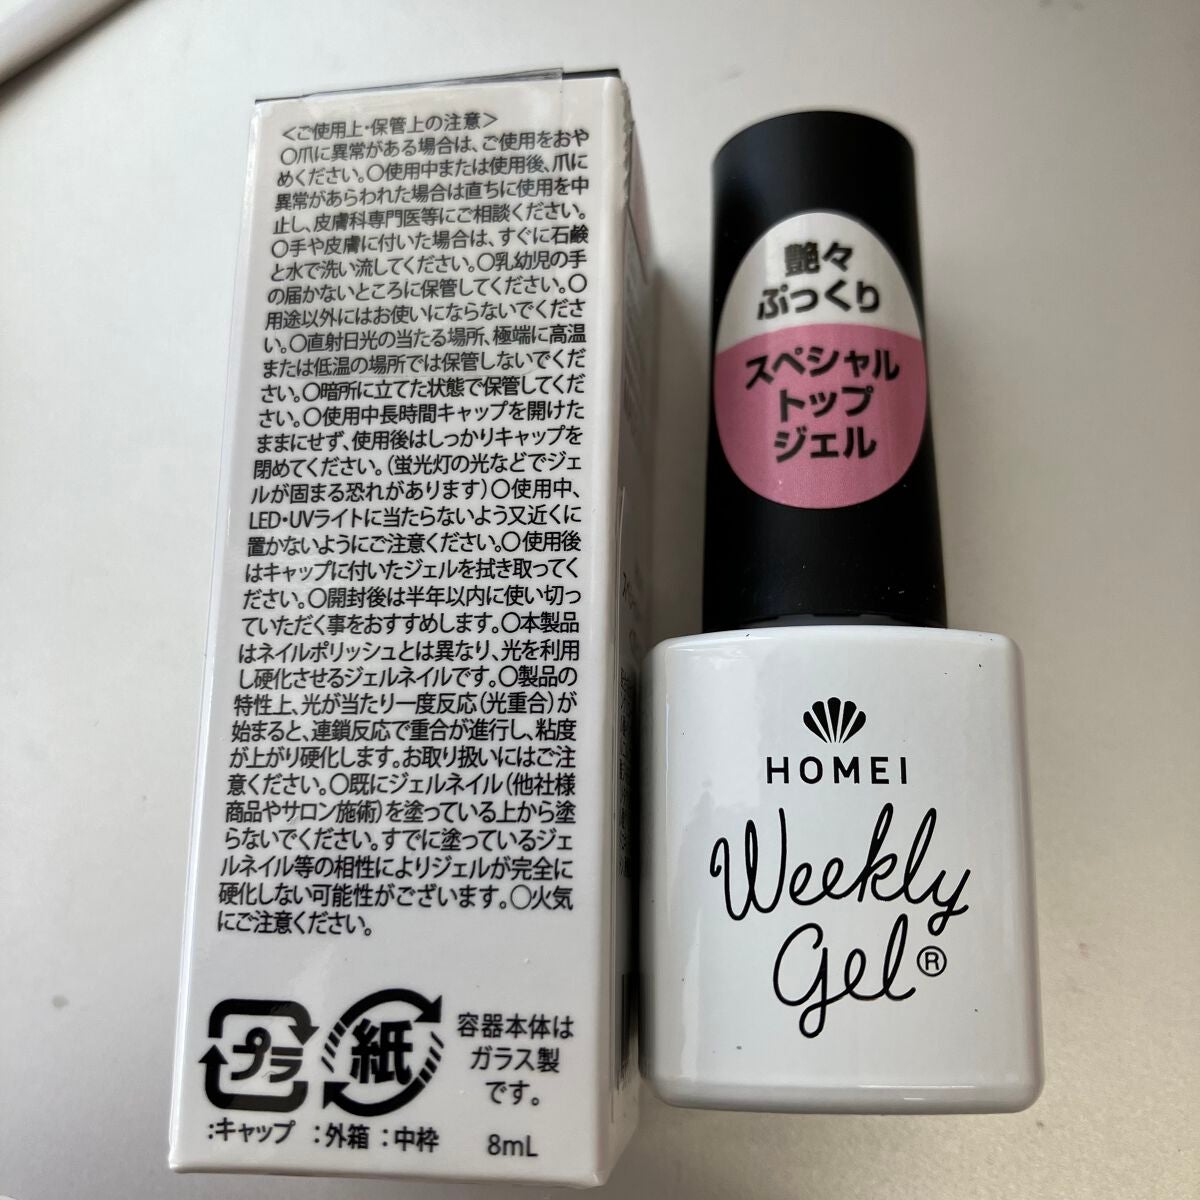 ＜ご使用上・保管上の注意＞
〇爪に異常がある場合は、ご使用をおや
めください。〇使用中または使用後、爪に
異常があらわれた場合は直ちに使用を中
止し、皮膚科専門医等にご相談ください。
〇手や皮膚に付いた場合は、すぐに石鹸
と水で洗い流してください。〇乳幼児の手
の届かないところに保管してください。〇
用途以外にはお使いにならないでくださ
い。〇直射日光の当たる場所、極端に高温
または低温の場所では保管しないでくだ
さい。〇暗所に立てた状態で保管してくだ
さい。〇使用中長時間キャップを開けた
ままにせず、使用後はしっかりキャップを
閉めてください。（蛍光灯の光などでジェ
ルが固まる恐れがあります）〇使用中、
LED・UVライトに当たらないよう又近くに
置かないようにご注意ください。〇使用後
はキャップに付いたジェルを拭き取ってく
ださい。〇開封後は半年以内に使い切っ
ていただく事をおすすめします。〇本製品
はネイルポリッシュとは異なり、光を利用
し硬化させるジェルネイルです。〇製品の
特性上、光が当たり一度反応（光重合）が
始まると、連鎖反応で重合が進行し、粘度
が上がり硬化します。お取り扱いにはご注
意ください。〇既にジェルネイル（他社様
商品やサロン施術）を塗っている上から塗
らないでください。すでに塗っているジェ
ルネイル等の相性によりジェルが完全に
硬化しない可能性がございます。〇火気
にご注意ください。
プラ
紙
:キャップ :外箱 :中枠
容器本体は
ガラス製
です。
8mL
艶々
ぷっくり
スペシャル
トップ
ジェル
HOMEI
Weekly
Gel®